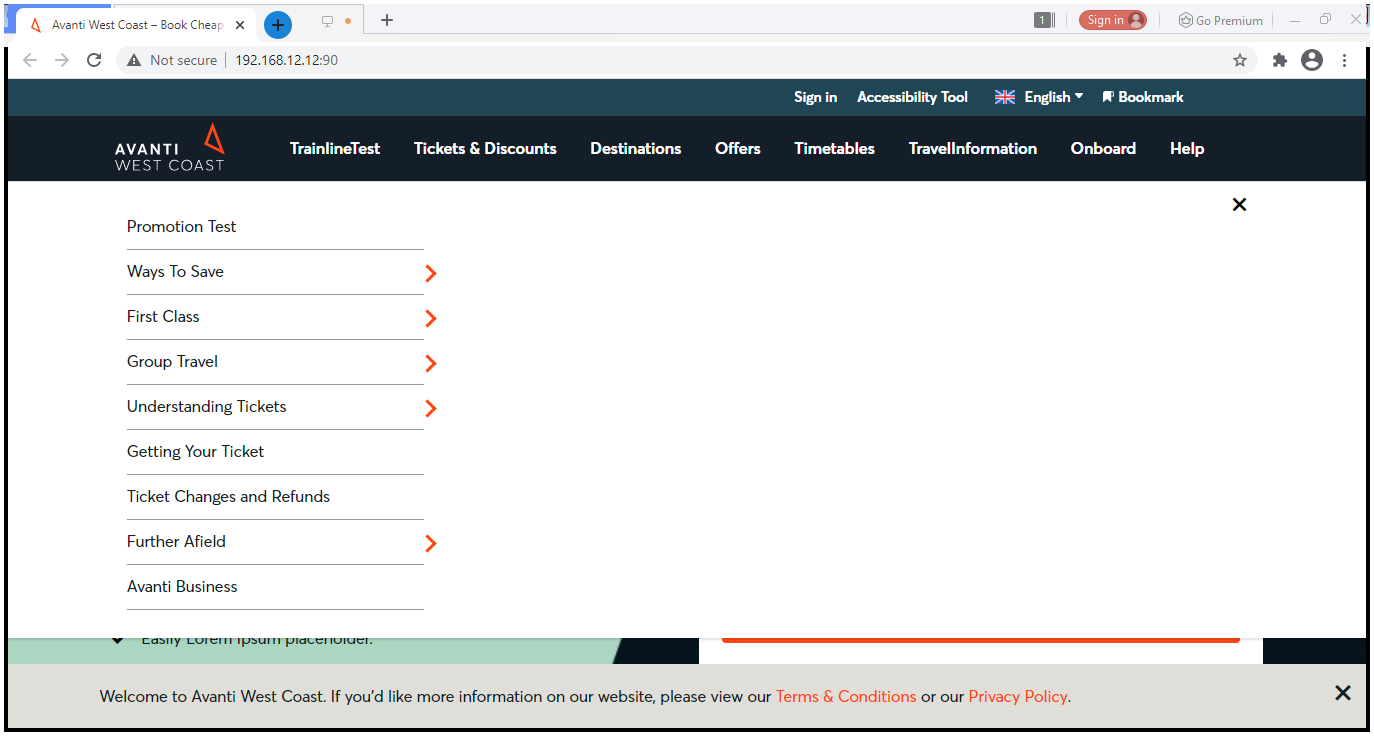 Avanti West Coast – Book Cheap
1
Sign in
Go Premium
Not secure
192.168.12.12:90
Sign in
Accessibility Tool
English
Bookmark
AVANTI
WEST COAST
TrainlineTest
Tickets & Discounts
Destinations
Offers
Timetables
TravelInformation
Onboard
Help
Promotion Test
Ways To Save
First Class
Group Travel
Understanding Tickets
Getting Your Ticket
Ticket Changes and Refunds
Further Afield
Avanti Business
Easily Lorem Ipsum placeholder.
Welcome to Avanti West Coast. If you'd like more information on our website, please view our Terms & Conditions or our Privacy Policy.